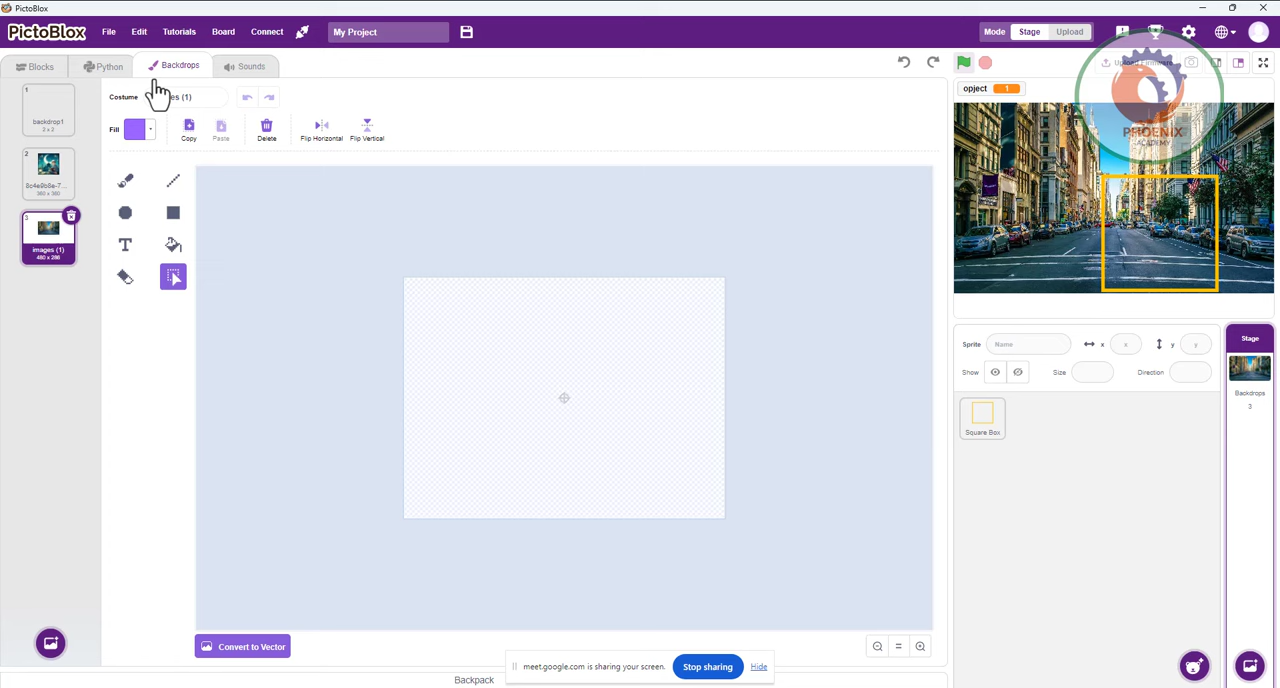 PictoBlox
PictoBlox File Edit Tutorials Board Connect My Project Mode Stage Upload
Blocks Python Backdrops Sounds Upload Firmware
Costume (1)
opject 1
PHOENIX
ACADEMY
1
backdrop1
2 x 2
Fill Copy Paste Delete Flip Horizontal Flip Vertical
2
8c4e9b8e-7...
360 x 360
3
images (1)
480 x 286
T
Sprite Name x x y y
Show Size Direction
Stage
Backdrops
3
Square Box
Convert to Vector
meet.google.com is sharing your screen. Stop sharing Hide
Backpack